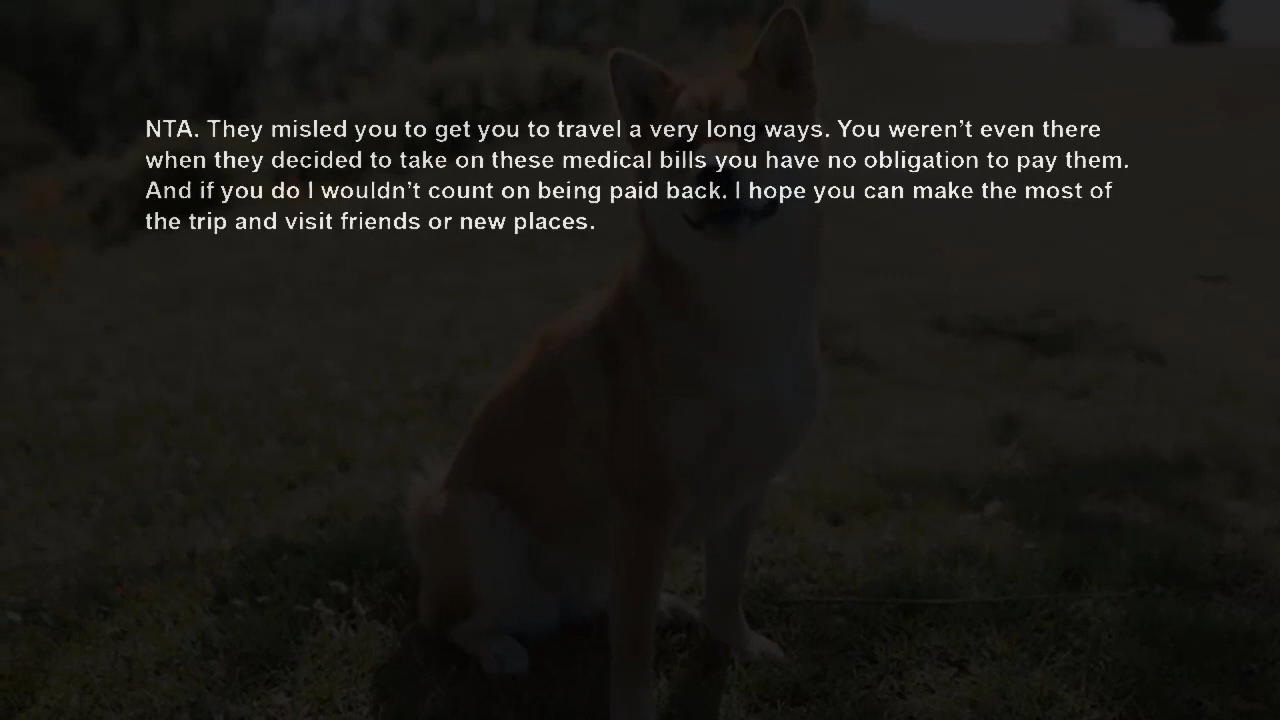 NTA. They misled you to get you to travel a very long ways. You weren’t even there
when they decided to take on these medical bills you have no obligation to pay them.
And if you do I wouldn’t count on being paid back. I hope you can make the most of
the trip and visit friends or new places.